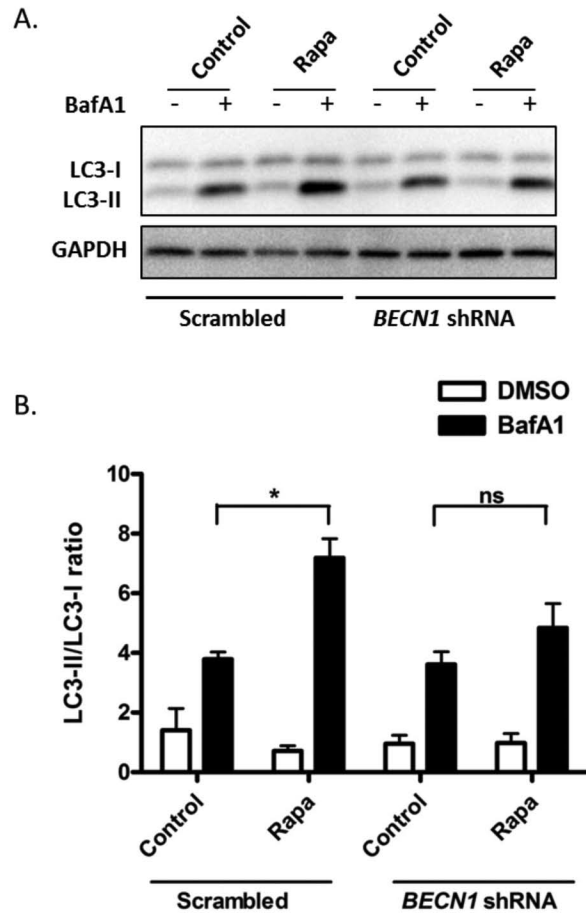 A.
Control Rapa Control Rapa
BafA1 - + - + - + - +
LC3-I
LC3-II
GAPDH
Scrambled BECN1 shRNA
B.
DMSO
BafA1
LC3-II/LC3-I ratio
10
8
6
4
2
0
* ns
Control Rapa Control Rapa
Scrambled BECN1 shRNA